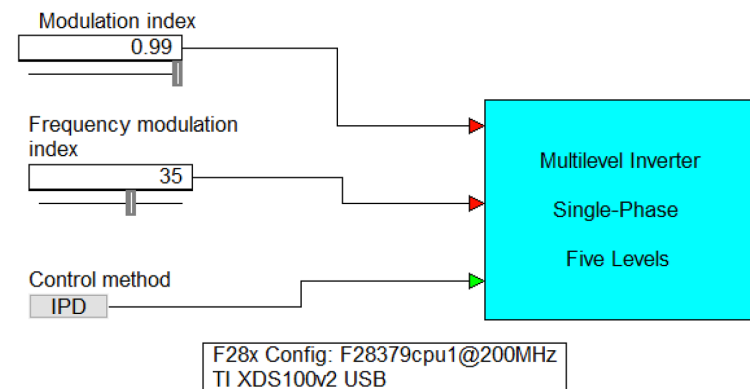 Modulation index
0.99
Frequency modulation
index
35
Control method
IPD
Multilevel Inverter
Single-Phase
Five Levels
F28x Config: F28379cpu1@200MHz
TI XDS100v2 USB